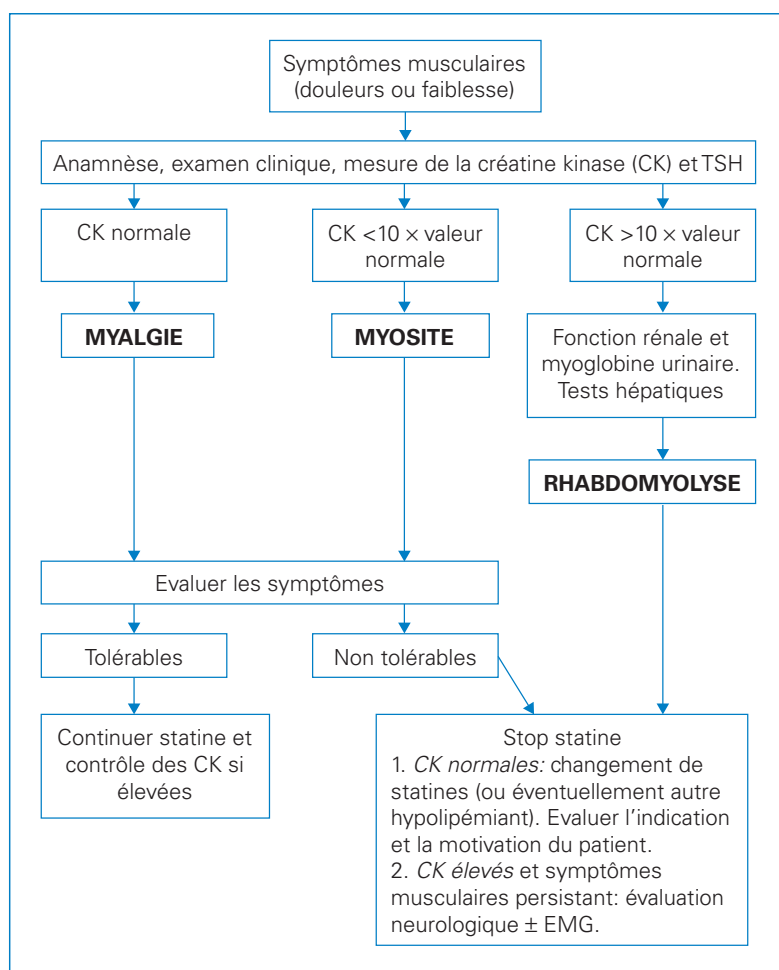 Symptômes musculaires
(douleurs ou faiblesse)
Anamnèse, examen clinique, mesure de la créatine kinase (CK) et TSH
CK normale
CK <10 × valeur
normale
CK >10 × valeur
normale
MYALGIE
MYOSITE
Fonction rénale et
myoglobine urinaire.
Tests hépatiques
RHABDOMYOLYSE
Evaluer les symptômes
Tolérables
Non tolérables
Continuer statine et
contrôle des CK si
élevées
Stop statine
1. CK normales: changement de
statines (ou éventuellement autre
hypolipémiant). Evaluer l’indication
et la motivation du patient.
2. CK élevés et symptômes
musculaires persistant: évaluation
neurologique ± EMG.